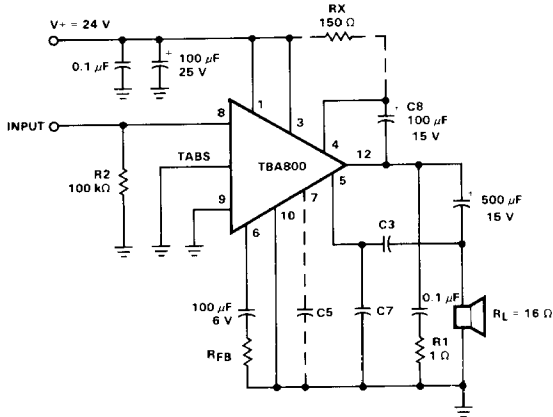 RX
150 Ω
V+ = 24 V
0.1 µF
+
100 µF
25 V
1
3
C8
100 µF
15 V
+
INPUT
8
4
TABS
TBA800
12
R2
100 kΩ
9
10
7
5
6
+
500 µF
15 V
C3
100 µF
6 V
C5
C7
0.1 µF
RL = 16 Ω
RFB
R1
1 Ω